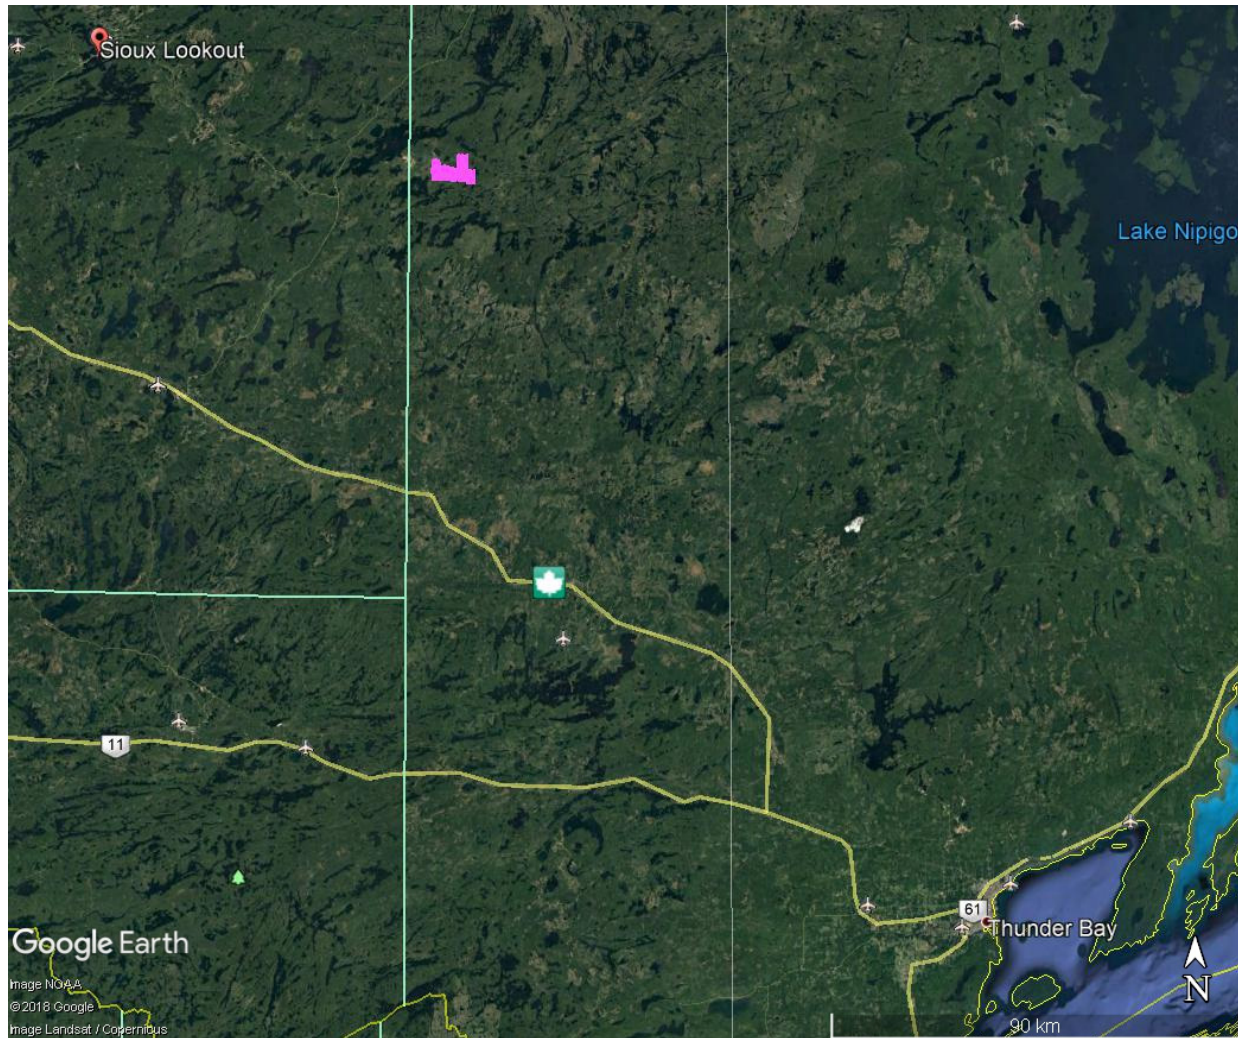 Sioux Lookout
Lake Nipigo
11
61
Thunder Bay
Google Earth
Image NOAA
©2018 Google
Image Landsat / Copernicus
N
90 km